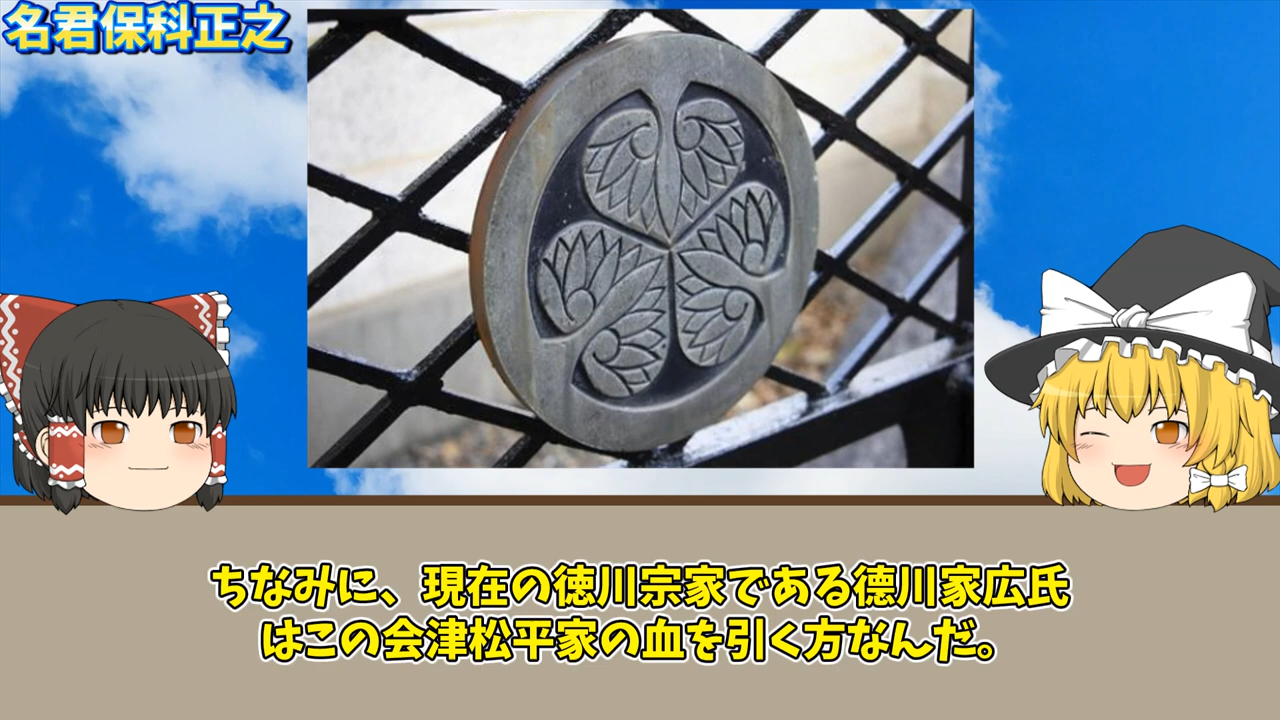 名君保科正之
ちなみに、現在の徳川宗家である德川家広氏
はこの会津松平家の血を引く方なんだ。